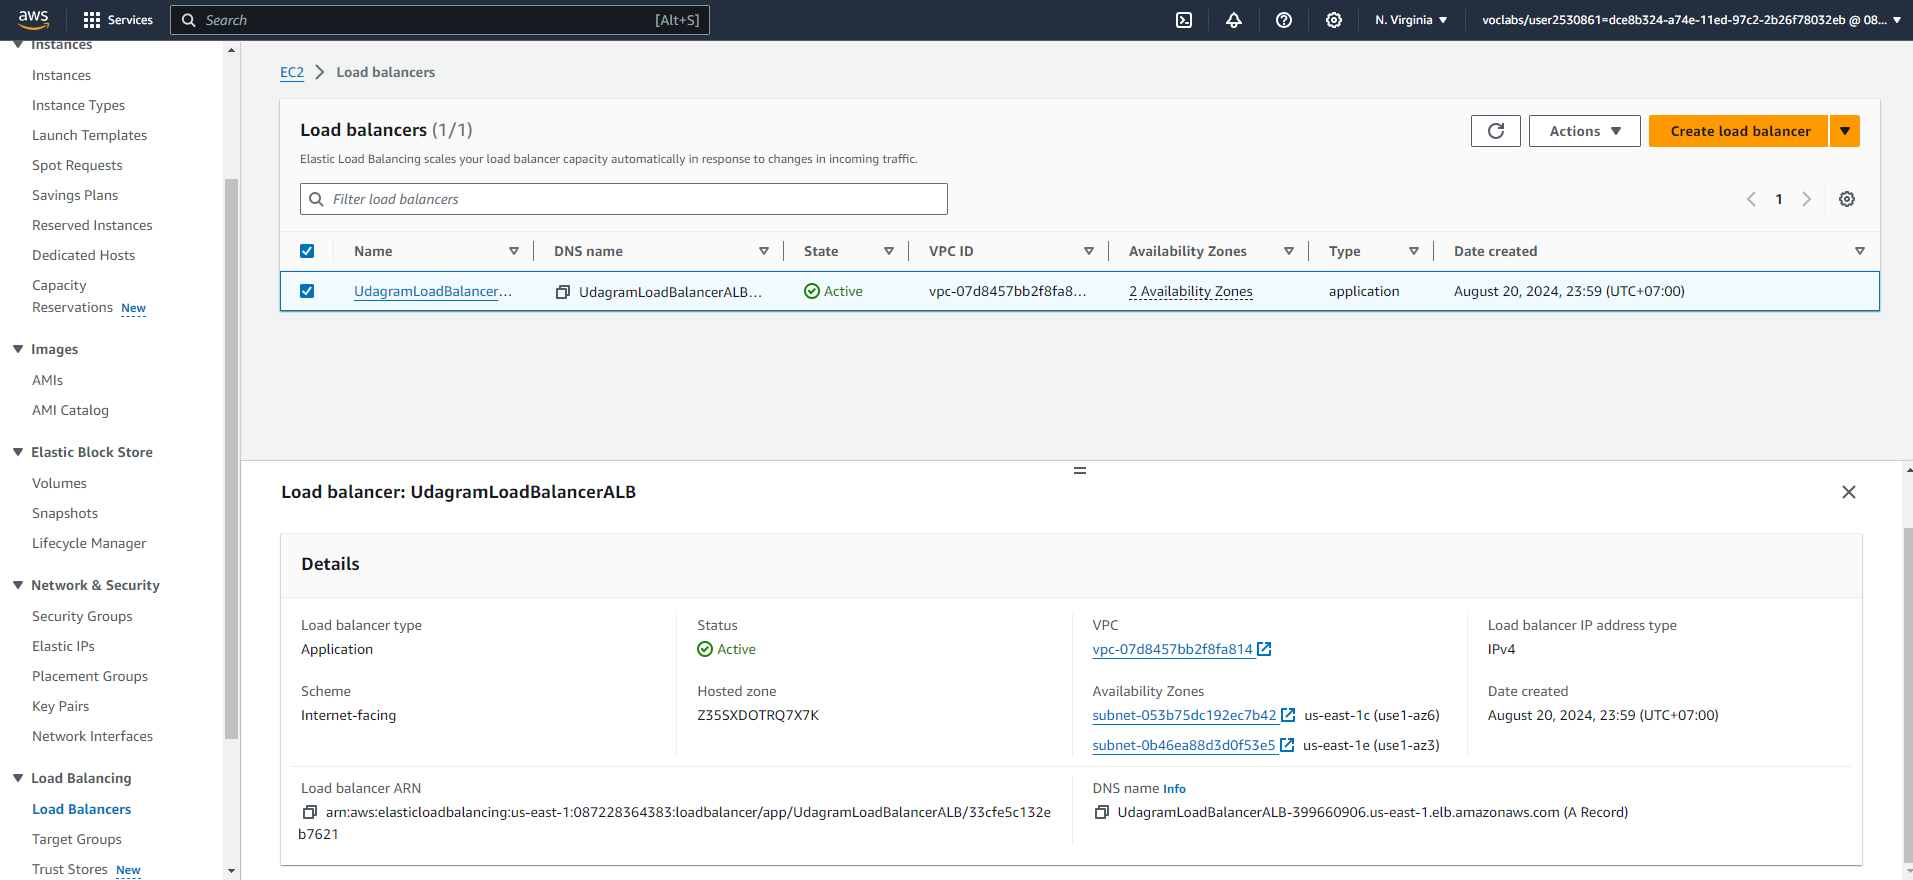 aws
Services
Search
[Alt+S]
N. Virginia
voclabs/user2530861=dce8b324-a74e-11ed-97c2-2b26f78032eb @ 08...
Instances
Instances
Instance Types
Launch Templates
Spot Requests
Savings Plans
Reserved Instances
Dedicated Hosts
Capacity
Reservations New
Images
AMIs
AMI Catalog
Elastic Block Store
Volumes
Snapshots
Lifecycle Manager
Network & Security
Security Groups
Elastic IPs
Placement Groups
Key Pairs
Network Interfaces
Load Balancing
Load Balancers
Target Groups
Trust Stores New
EC2 > Load balancers
Load balancers (1/1)
Actions
Create load balancer
Elastic Load Balancing scales your load balancer capacity automatically in response to changes in incoming traffic.
Filter load balancers
1
Name DNS name State VPC ID Availability Zones Type Date created
UdagramLoadBalancer... UdagramLoadBalancerALB... Active vpc-07d8457bb2f8fa8... 2 Availability Zones application August 20, 2024, 23:59 (UTC+07:00)
Load balancer: UdagramLoadBalancerALB
Details
Load balancer type
Application
Status
Active
VPC
vpc-07d8457bb2f8fa814
Load balancer IP address type
IPv4
Scheme
Internet-facing
Hosted zone
Z35SXDOTRQ7X7K
Availability Zones
subnet-053b75dc192ec7b42 us-east-1c (use1-az6)
subnet-0b46ea88d3d0f53e5 us-east-1e (use1-az3)
Date created
August 20, 2024, 23:59 (UTC+07:00)
Load balancer ARN
arn:aws:elasticloadbalancing:us-east-1:087228364383:loadbalancer/app/UdagramLoadBalancerALB/33cfe5c132e
b7621
DNS name Info
UdagramLoadBalancerALB-399660906.us-east-1.elb.amazonaws.com (A Record)